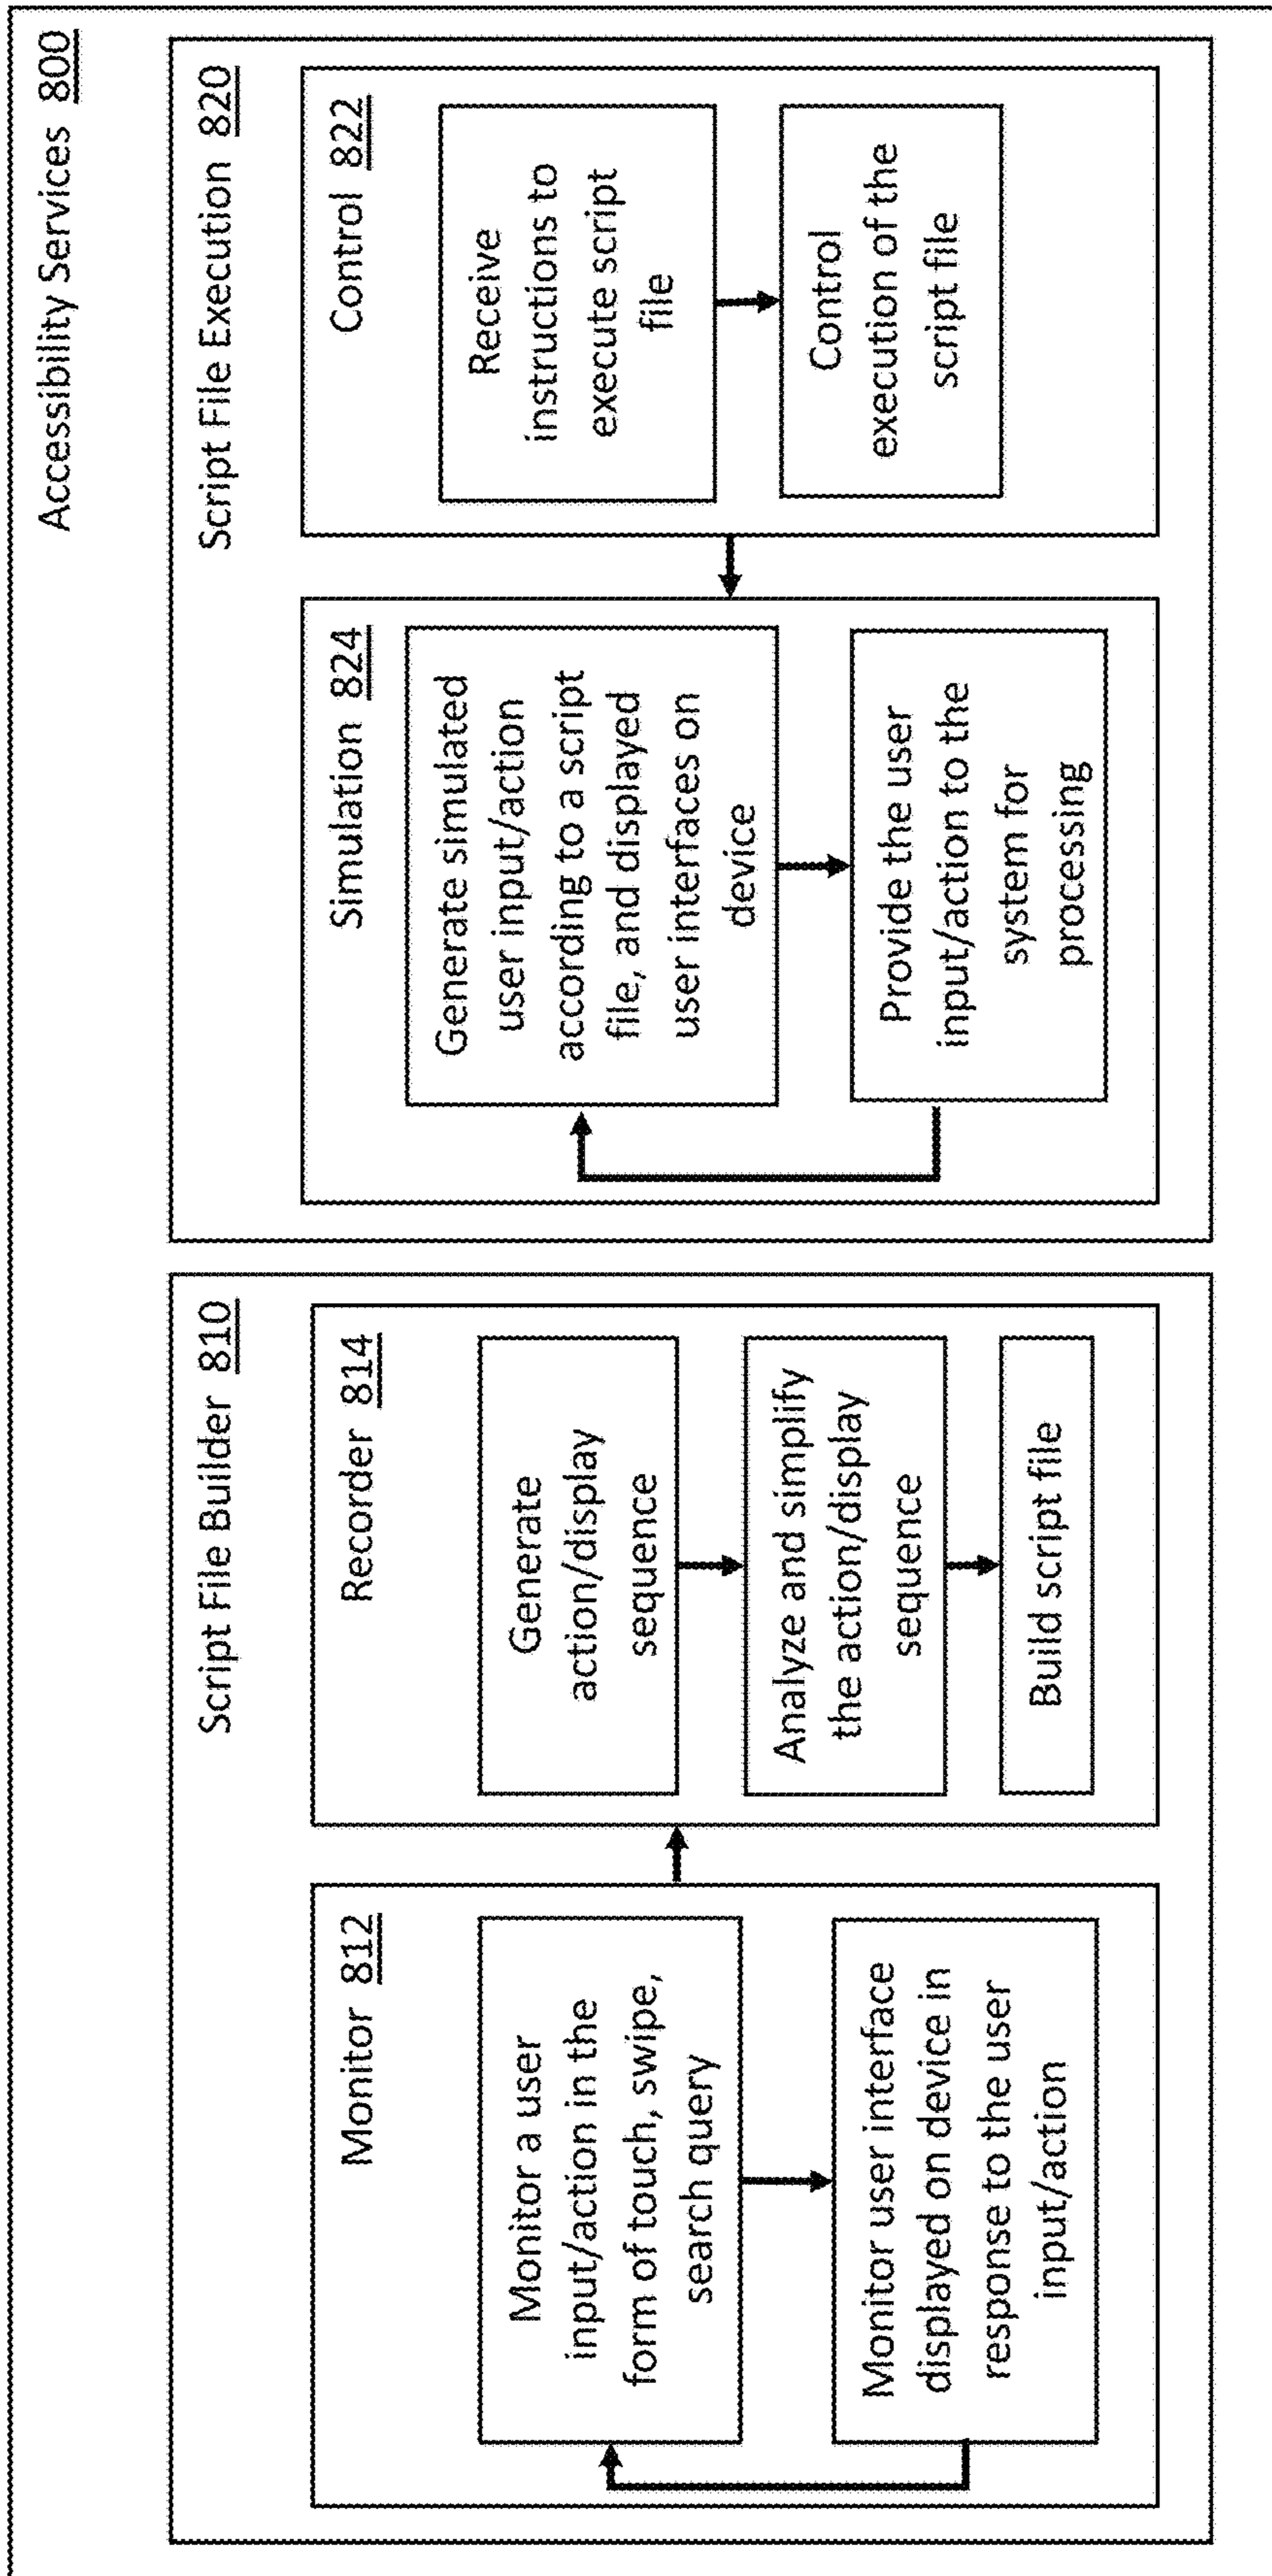 Accessibility Services 800
Script File Builder 810
Monitor 812
Monitor a user
input/action in the
form of touch, swipe,
search query
Monitor user interface
displayed on device in
response to the user
input/action
Recorder 814
Generate
action/display
sequence
Analyze and simplify
the action/display
sequence
Build script file
Script File Execution 820
Simulation 824
Generate simulated
user input/action
according to a script
file, and displayed
user interfaces on
device
Provide the user
input/action to the
system for
processing
Control 822
Receive
instructions to
execute script
file
Control
execution of the
script file